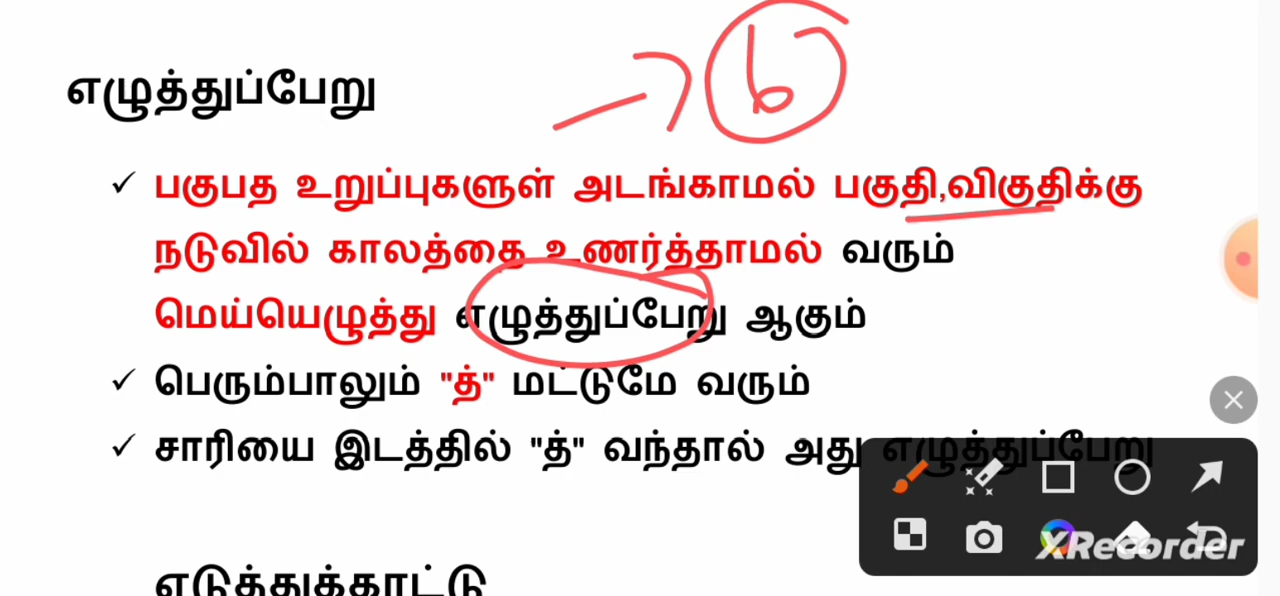 எழுத்துப்பேறு
பகுபத உறுப்புகளுள் அடங்காமல் பகுதி,விகுதிக்கு
நடுவில் காலத்தை உணர்த்தாமல் வரும்
மெய்யெழுத்து எழுத்துப்பேறு ஆகும்
பெரும்பாலும் "த்" மட்டுமே வரும்
சாரியை இடத்தில் "த்" வந்தால் அது எழுத்துப்பேறு
XRecorder
எடுத்துக்காட்டு